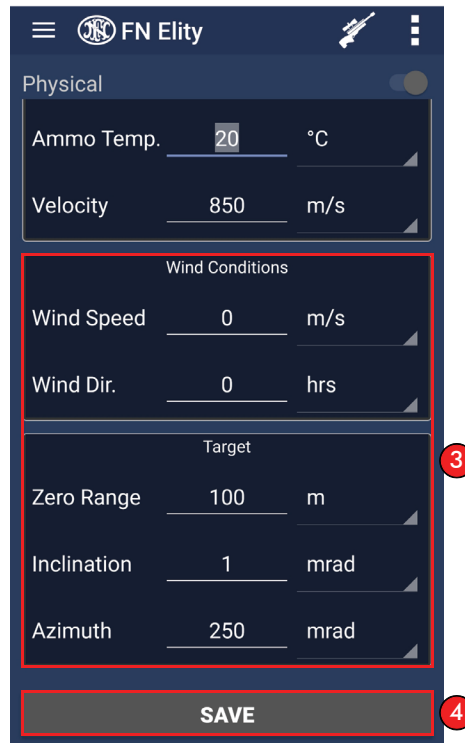 FN Elity
Physical
Ammo Temp. 20 °C
Velocity 850 m/s
Wind Conditions
Wind Speed 0 m/s
Wind Dir. 0 hrs
Target
3
Zero Range 100 m
Inclination 1 mrad
Azimuth 250 mrad
SAVE 4